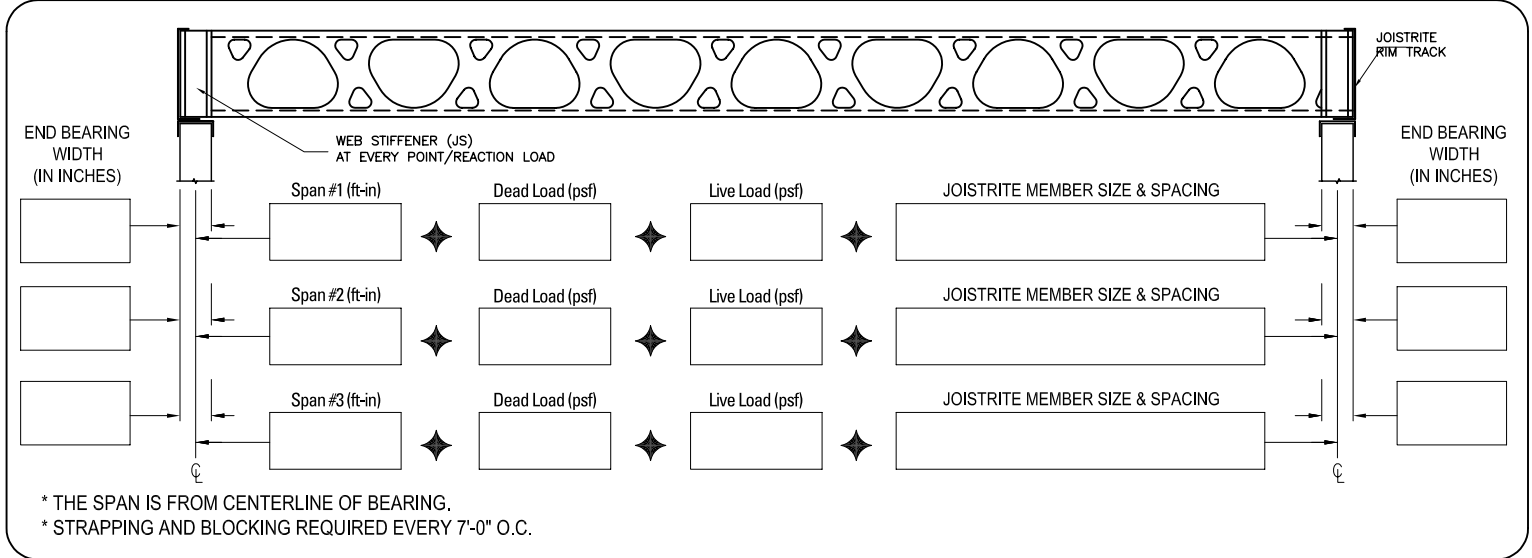 JOISTRITE
RIM TRACK
WEB STIFFENER (JS)
AT EVERY POINT/REACTION LOAD
END BEARING
WIDTH
(IN INCHES)
END BEARING
WIDTH
(IN INCHES)
Span #1 (ft-in) Dead Load (psf) Live Load (psf) JOISTRITE MEMBER SIZE & SPACING
Span #2 (ft-in) Dead Load (psf) Live Load (psf) JOISTRITE MEMBER SIZE & SPACING
Span #3 (ft-in) Dead Load (psf) Live Load (psf) JOISTRITE MEMBER SIZE & SPACING
℄ ℄
* THE SPAN IS FROM CENTERLINE OF BEARING.
* STRAPPING AND BLOCKING REQUIRED EVERY 7'-0" O.C.